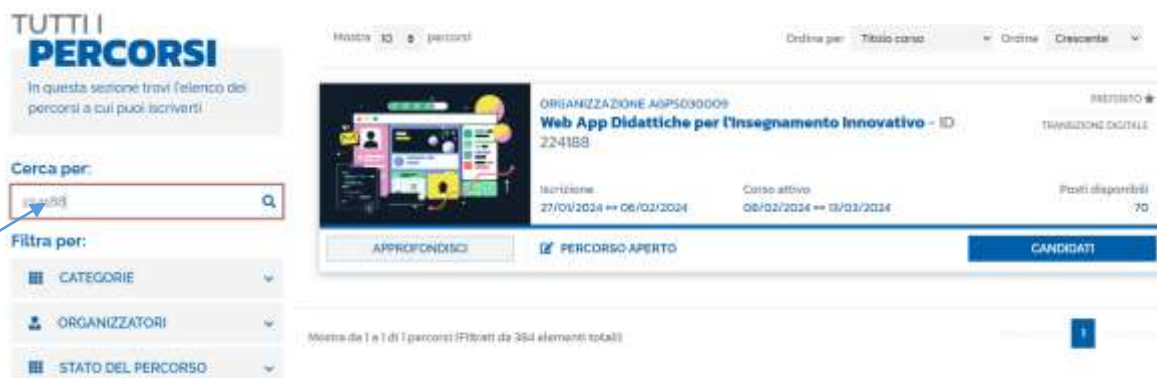 TUTTI I
PERCORSI
In questa sezione trovi l'elenco dei
percorsi a cui puoi iscriverti
Cerca per:
224188
Filtra per:
CATEGORIE
ORGANIZZATORI
STATO DEL PERCORSO
Mostra 10 percorsi
Ordina per Titolo corso Ordine Crescente
ORGANIZZAZIONE AGPS030009
PREFERITO
Web App Didattiche per l'Insegnamento Innovativo - ID
224188
TRANSIZIONE DIGITALE
Iscrizione
27/01/2024 ↔ 06/02/2024
Corso attivo
08/02/2024 ↔ 13/03/2024
Posti disponibili
70
APPROFONDISCI
PERCORSO APERTO
CANDIDATI
Mostra da 1 a 1 di 1 percorsi (Filtrati da 384 elementi totali)
1